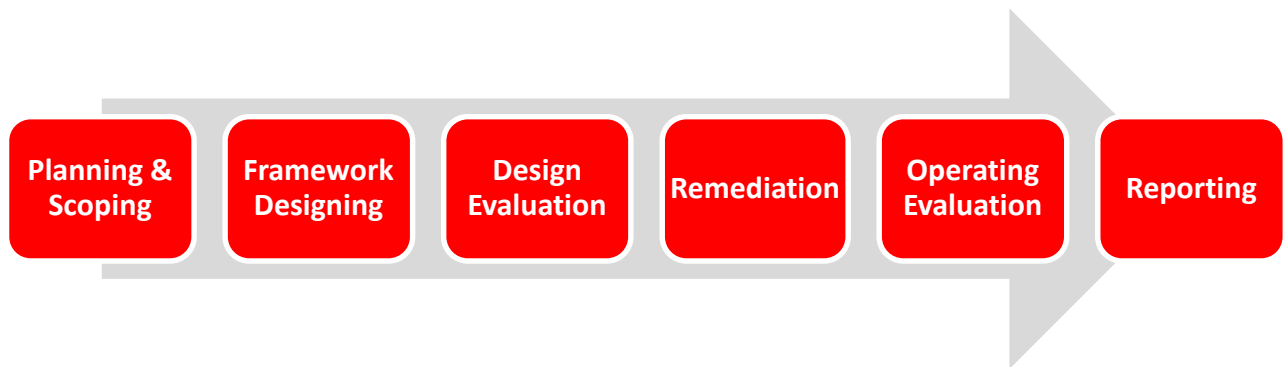 Planning &
Scoping
Framework
Designing
Design
Evaluation
Remediation
Operating
Evaluation
Reporting